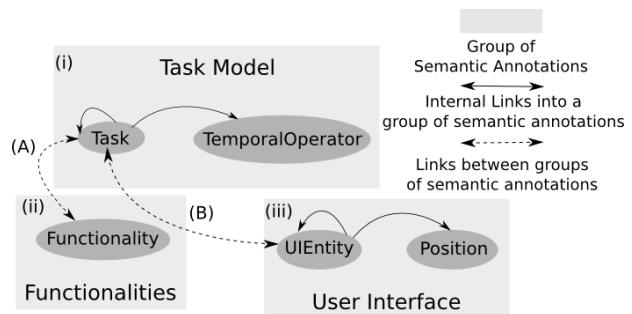 (i)
Task Model
Task
TemporalOperator
(A)
(ii)
Functionality
Functionalities
(B)
(iii)
UIEntity
Position
User Interface
Group of
Semantic Annotations
Internal Links into a
group of semantic annotations
Links between groups
of semantic annotations